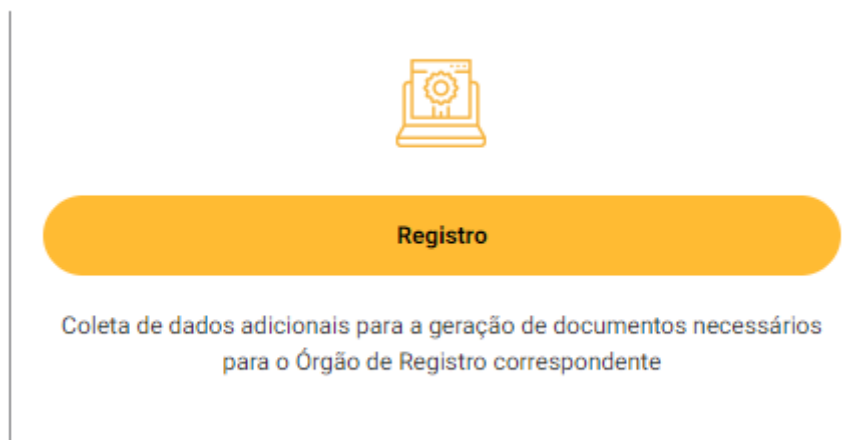 Registro
Coleta de dados adicionais para a geração de documentos necessários
para o Órgão de Registro correspondente